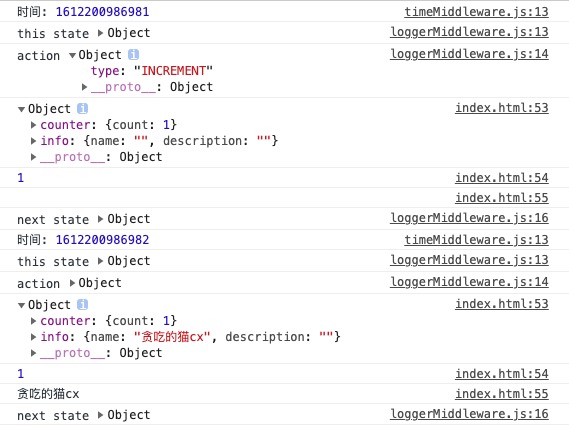 时间: 1612200986981 timeMiddleware.js:13
this state ▶Object loggerMiddleware.js:13
action ▼Object i loggerMiddleware.js:14
type: "INCREMENT"
▶__proto__: Object
▼Object i index.html:53
▶counter: {count: 1}
▶info: {name: "", description: ""}
▶__proto__: Object
1 index.html:54
index.html:55
next state ▶Object loggerMiddleware.js:16
时间: 1612200986982 timeMiddleware.js:13
this state ▶Object loggerMiddleware.js:13
action ▶Object loggerMiddleware.js:14
▼Object i index.html:53
▶counter: {count: 1}
▶info: {name: "贪吃的猫cx", description: ""}
▶__proto__: Object
1 index.html:54
贪吃的猫cx index.html:55
next state ▶Object loggerMiddleware.js:16